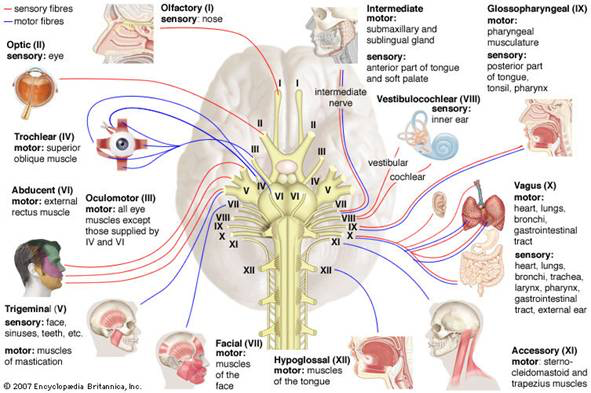 sensory fibres
motor fibres
Olfactory (I)
sensory: nose
Intermediate
motor:
submaxillary and
sublingual gland
sensory:
anterior part of tongue
and soft palate
Glossopharyngeal (IX)
motor:
pharyngeal
musculature
sensory:
posterior part
of tongue,
tonsil, pharynx
Optic (II)
sensory: eye
intermediate
nerve
Vestibulocochlear (VIII)
sensory:
inner ear
vestibular
cochlear
Trochlear (IV)
motor: superior
oblique muscle
Abducent (VI)
motor: external
rectus muscle
Oculomotor (III)
motor: all eye
muscles except
those supplied by
IV and VI
Vagus (X)
motor:
heart, lungs,
bronchi,
gastrointestinal
tract
sensory:
heart, lungs,
bronchi, trachea,
larynx, pharynx,
gastrointestinal
tract, external ear
I I
II II
III III
IV IV
V VI VI V
VII VII
VIII VIII
IX IX
X X
XI XI
XII XII
Trigeminal (V)
sensory: face,
sinuses, teeth, etc.
motor: muscles
of mastication
Facial (VII)
motor:
muscles
of the
face
Hypoglossal (XII)
motor: muscles
of the tongue
Accessory (XI)
motor: sterno-
cleidomastoid and
trapezius muscles
© 2007 Encyclopædia Britannica, Inc.